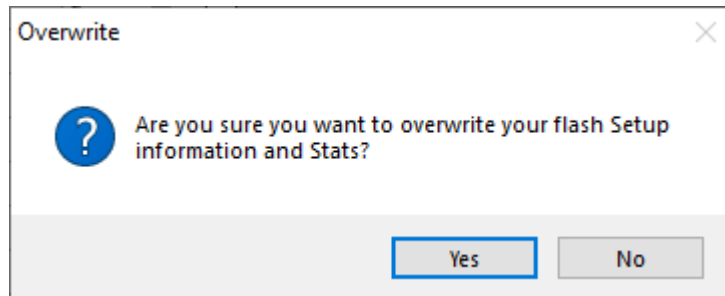 Overwrite
Are you sure you want to overwrite your flash Setup
information and Stats?
Yes
No